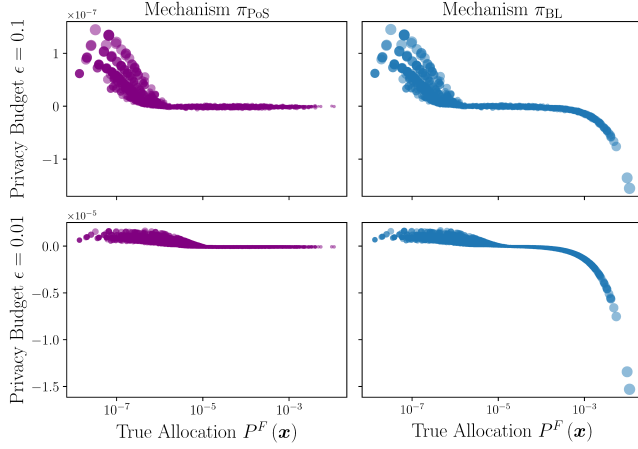 Mechanism π_PoS
Mechanism π_BL
×10⁻⁷
1
0
−1
Privacy Budget ϵ = 0.1
×10⁻⁵
0.0
−0.5
−1.0
−1.5
Privacy Budget ϵ = 0.01
10⁻⁷
10⁻⁵
10⁻³
10⁻⁷
10⁻⁵
10⁻³
True Allocation P^F (x)
True Allocation P^F (x)